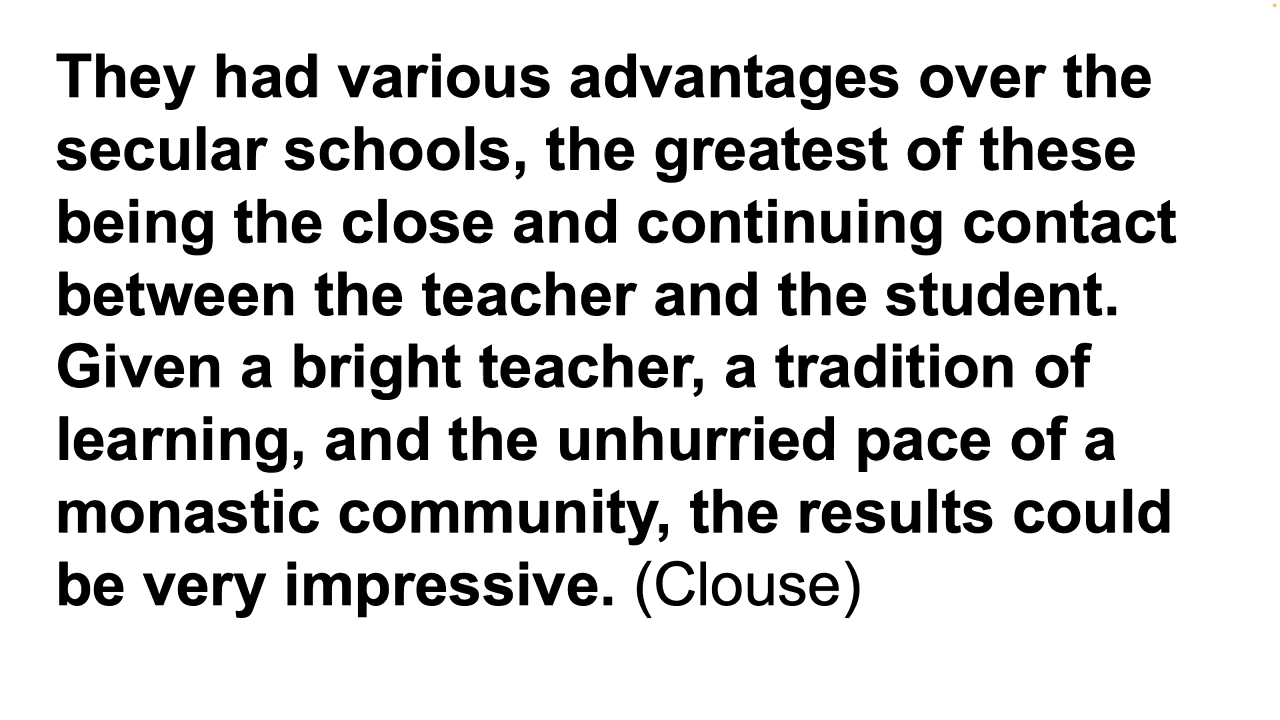 They had various advantages over the
secular schools, the greatest of these
being the close and continuing contact
between the teacher and the student.
Given a bright teacher, a tradition of
learning, and the unhurried pace of a
monastic community, the results could
be very impressive. (Clouse)